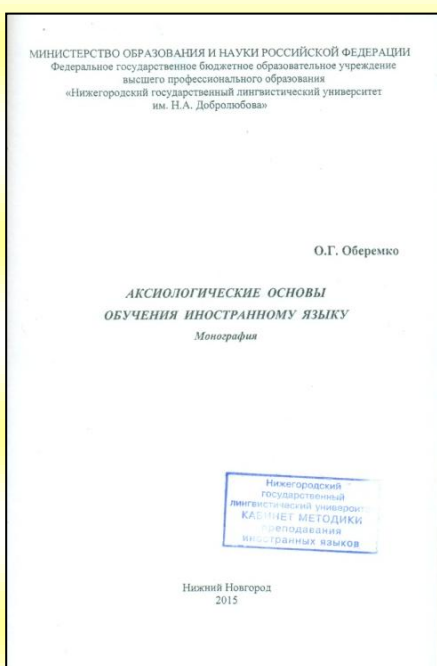 МИНИСТЕРСТВО ОБРАЗОВАНИЯ И НАУКИ РОССИЙСКОЙ ФЕДЕРАЦИИ
Федеральное государственное бюджетное образовательное учреждение
высшего профессионального образования
«Нижегородский государственный лингвистический университет
им. Н.А. Добролюбова»
О.Г. Оберемко
АКСИОЛОГИЧЕСКИЕ ОСНОВЫ
ОБУЧЕНИЯ ИНОСТРАННОМУ ЯЗЫКУ
Монография
Нижегородский
государственный
лингвистический университет
КАБИНЕТ МЕТОДИКИ
преподавания
иностранных языков
Нижний Новгород
2015